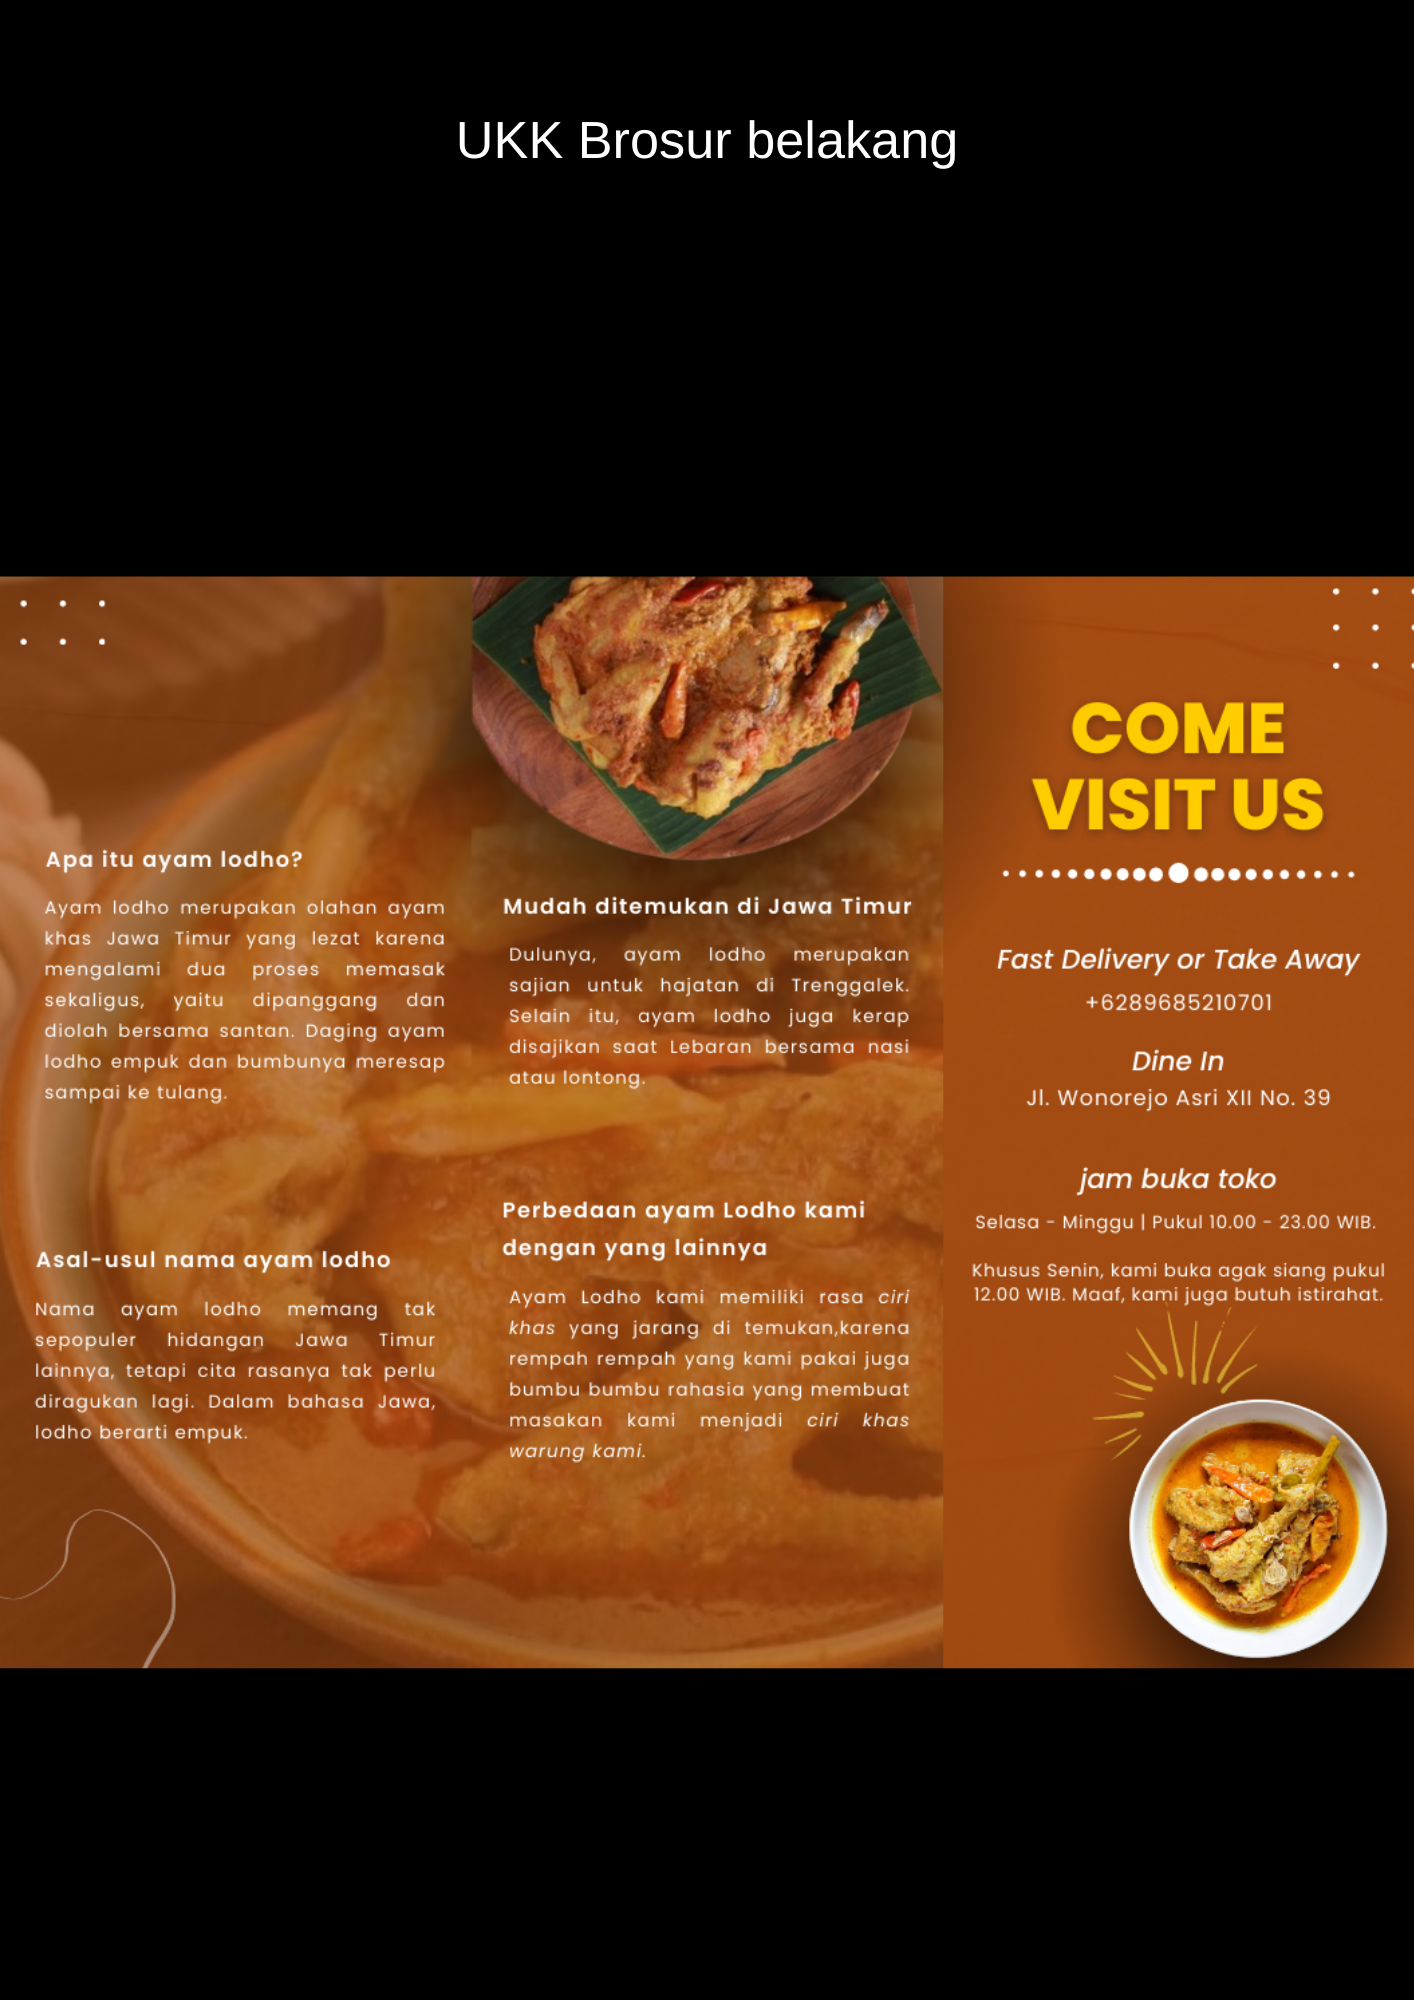 UKK Brosur belakang
Apa itu ayam lodho?
Ayam lodho merupakan olahan ayam
khas Jawa Timur yang lezat karena
mengalami dua proses memasak
sekaligus, yaitu dipanggang dan
diolah bersama santan. Daging ayam
lodho empuk dan bumbunya meresap
sampai ke tulang.
Asal-usul nama ayam lodho
Nama ayam lodho memang tak
sepopuler hidangan Jawa Timur
lainnya, tetapi cita rasanya tak perlu
diragukan lagi. Dalam bahasa Jawa,
lodho berarti empuk.
Mudah ditemukan di Jawa Timur
Dulunya, ayam lodho merupakan
sajian untuk hajatan di Trenggalek.
Selain itu, ayam lodho juga kerap
disajikan saat Lebaran bersama nasi
atau lontong.
Perbedaan ayam Lodho kami
dengan yang lainnya
Ayam Lodho kami memiliki rasa ciri
khas yang jarang di temukan,karena
rempah rempah yang kami pakai juga
bumbu bumbu rahasia yang membuat
masakan kami menjadi ciri khas
warung kami.
COME
VISIT US
Fast Delivery or Take Away
+6289685210701
Dine In
Jl. Wonorejo Asri XII No. 39
jam buka toko
Selasa - Minggu | Pukul 10.00 - 23.00 WIB.
Khusus Senin, kami buka agak siang pukul
12.00 WIB. Maaf, kami juga butuh istirahat.